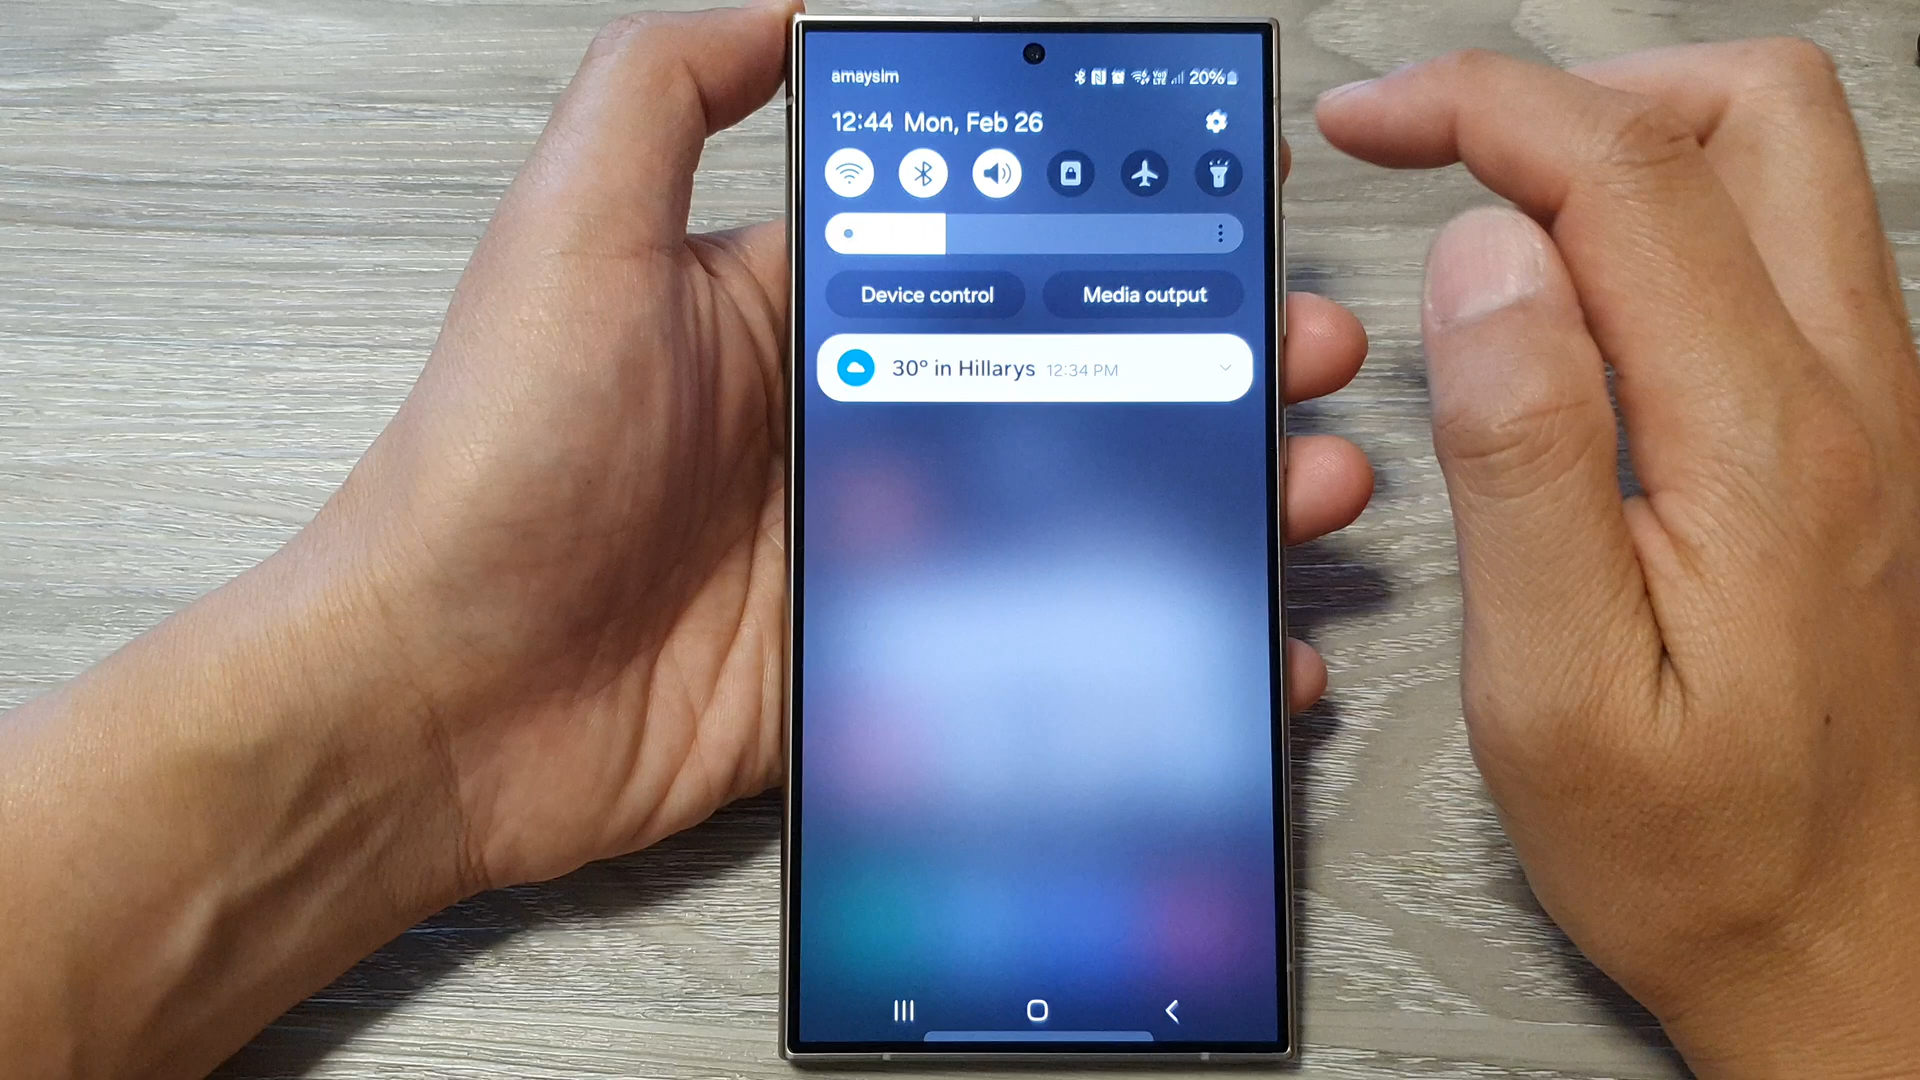 amaysim 20%
12:44 Mon, Feb 26
Device control Media output
30° in Hillarys 12:34 PM